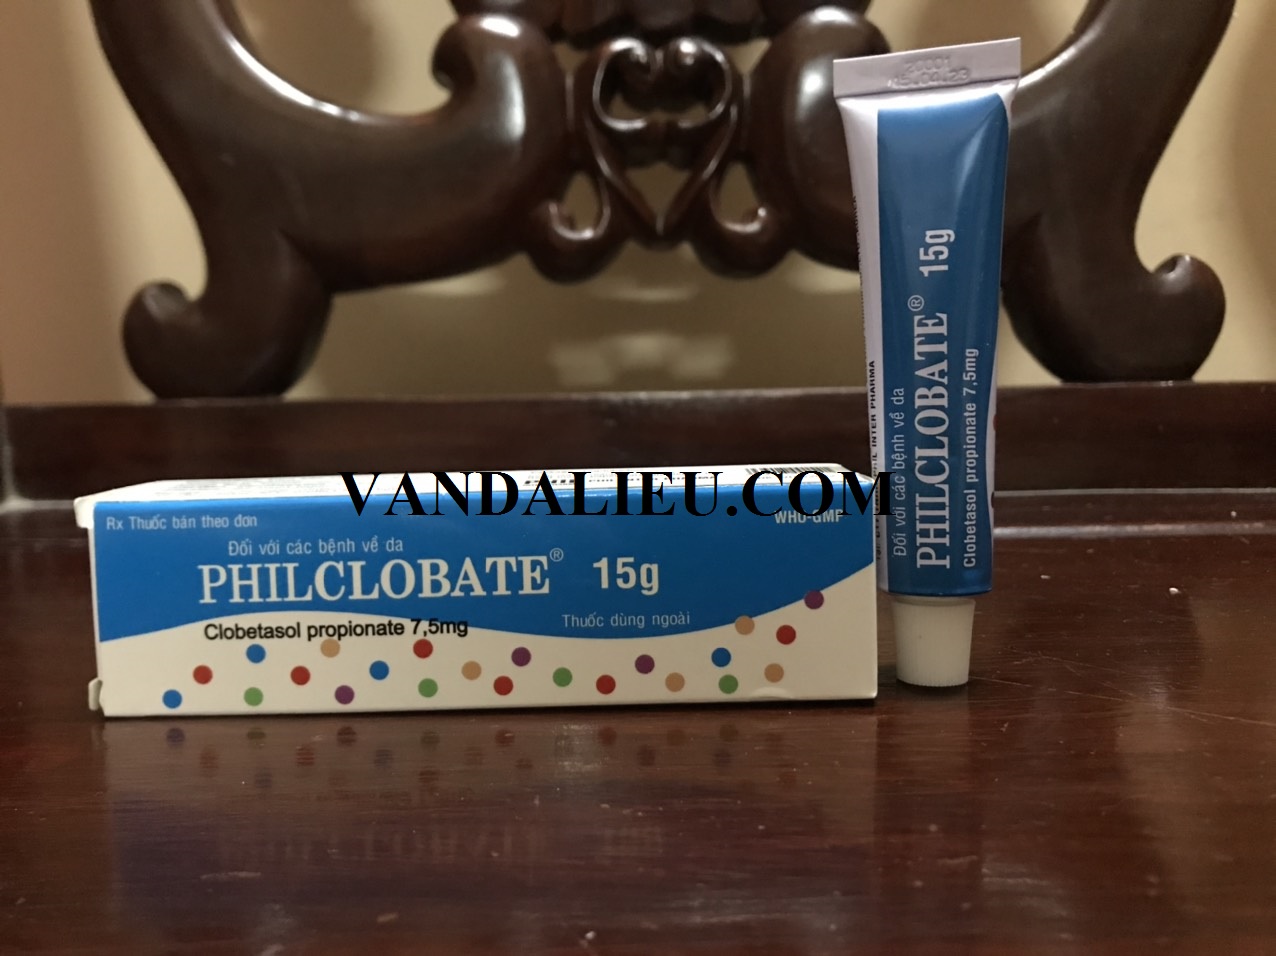 VANDALIEU.COM
Rx Thuốc bán theo đơn
WHO-GMP
Đối với các bệnh về da
PHILCLOBATE® 15g
Clobetasol propionate 7,5mg
Thuốc dùng ngoài
Đối với các bệnh về da
PHILCLOBATE® 15g
Clobetasol propionate 7,5mg
INTER PHARMA